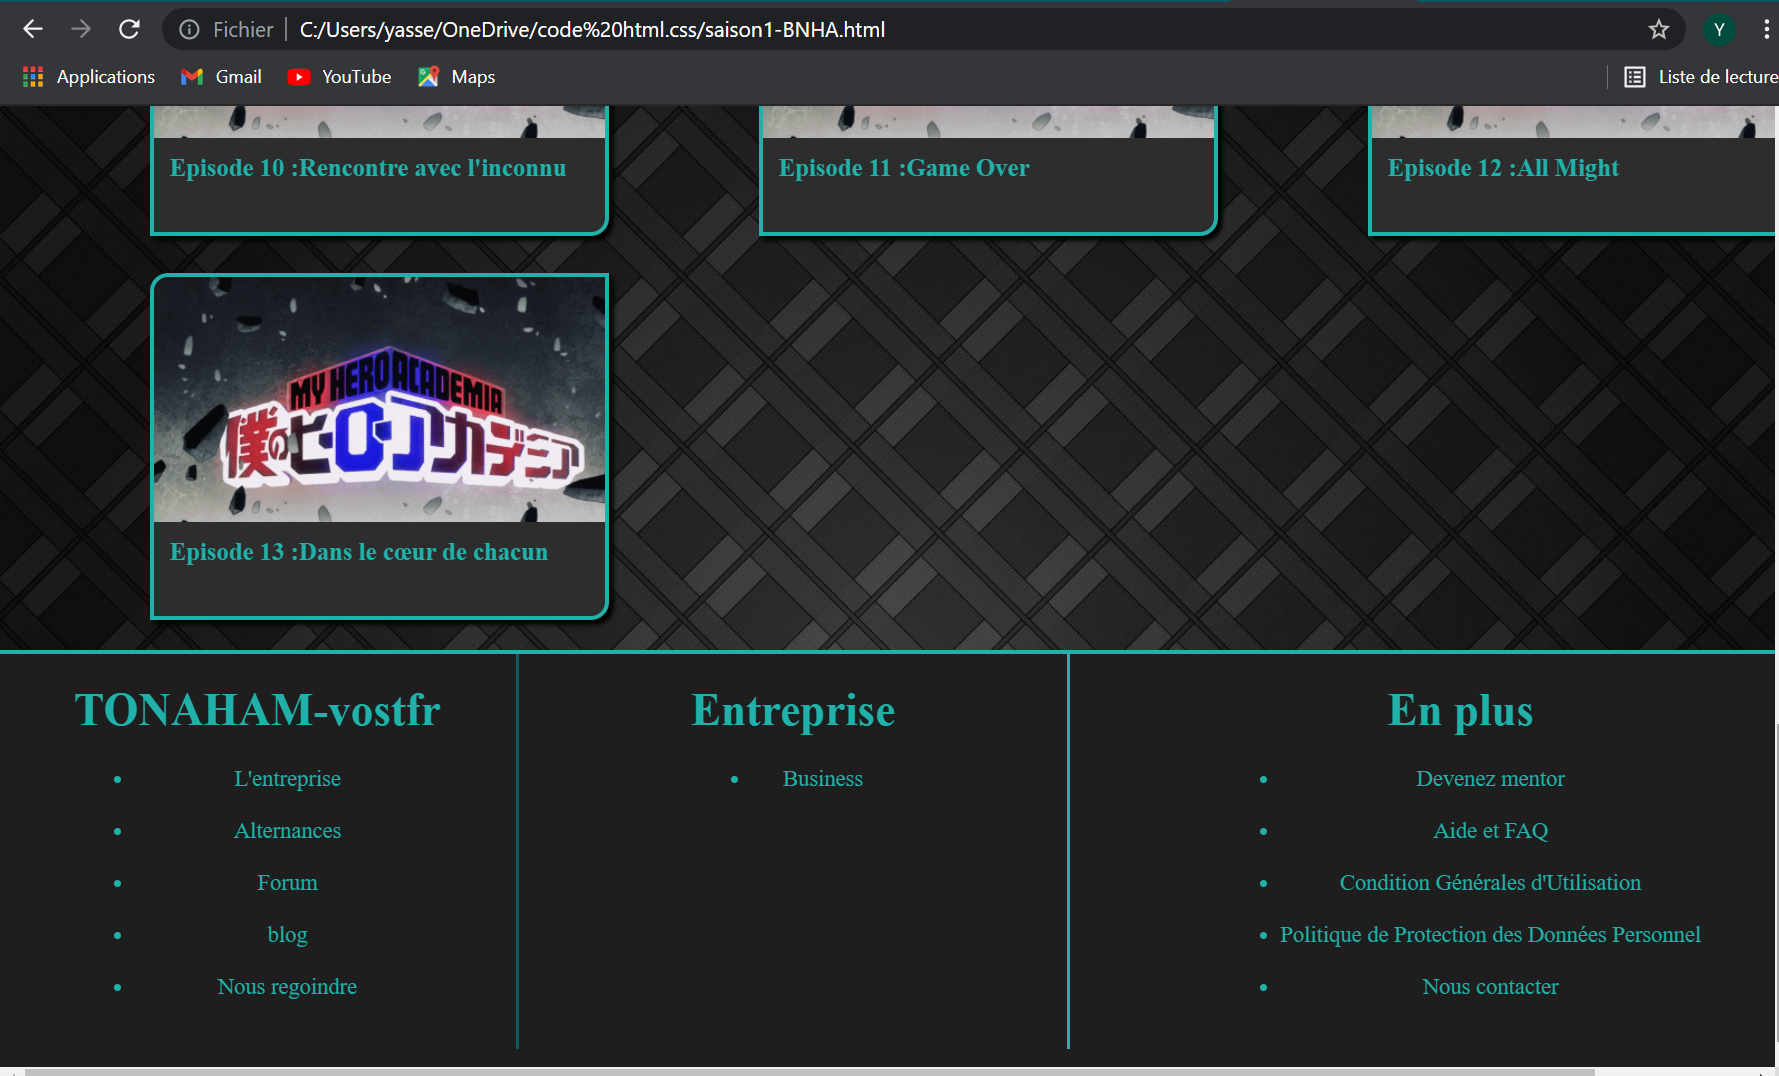 Fichier | C:/Users/yasse/OneDrive/code%20html.css/saison1-BNHA.html
Y
Applications Gmail YouTube Maps Liste de lecture
Episode 10 :Rencontre avec l'inconnu
Episode 11 :Game Over
Episode 12 :All Might
MY HERO ACADEMIA
僕のヒーローアカデミア
Episode 13 :Dans le cœur de chacun
TONAHAM-vostfr
• L'entreprise
• Alternances
• Forum
• blog
• Nous regoindre
Entreprise
• Business
En plus
• Devenez mentor
• Aide et FAQ
• Condition Générales d'Utilisation
• Politique de Protection des Données Personnel
• Nous contacter